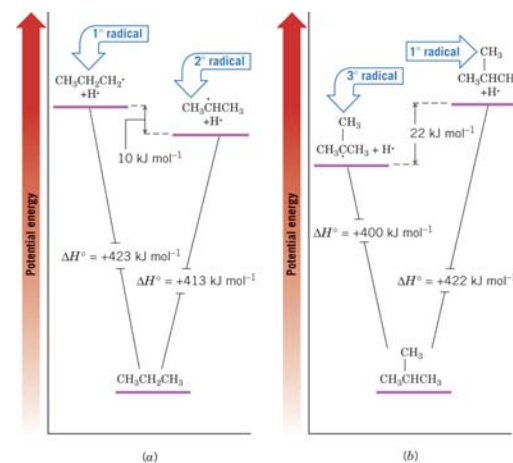 1° radical
CH₃CH₂CH₂·
+H·
2° radical
CH₃ĊHCH₃
+H·
10 kJ mol⁻¹
ΔH° = +423 kJ mol⁻¹
ΔH° = +413 kJ mol⁻¹
CH₃CH₂CH₃
Potential energy
(a)
1° radical
CH₃
CH₃CHCH
+H·
3° radical
CH₃
CH₃CCH₃ + H·
22 kJ mol⁻¹
ΔH° = +400 kJ mol⁻¹
ΔH° = +422 kJ mol⁻¹
CH₃
CH₃CHCH₃
Potential energy
(b)